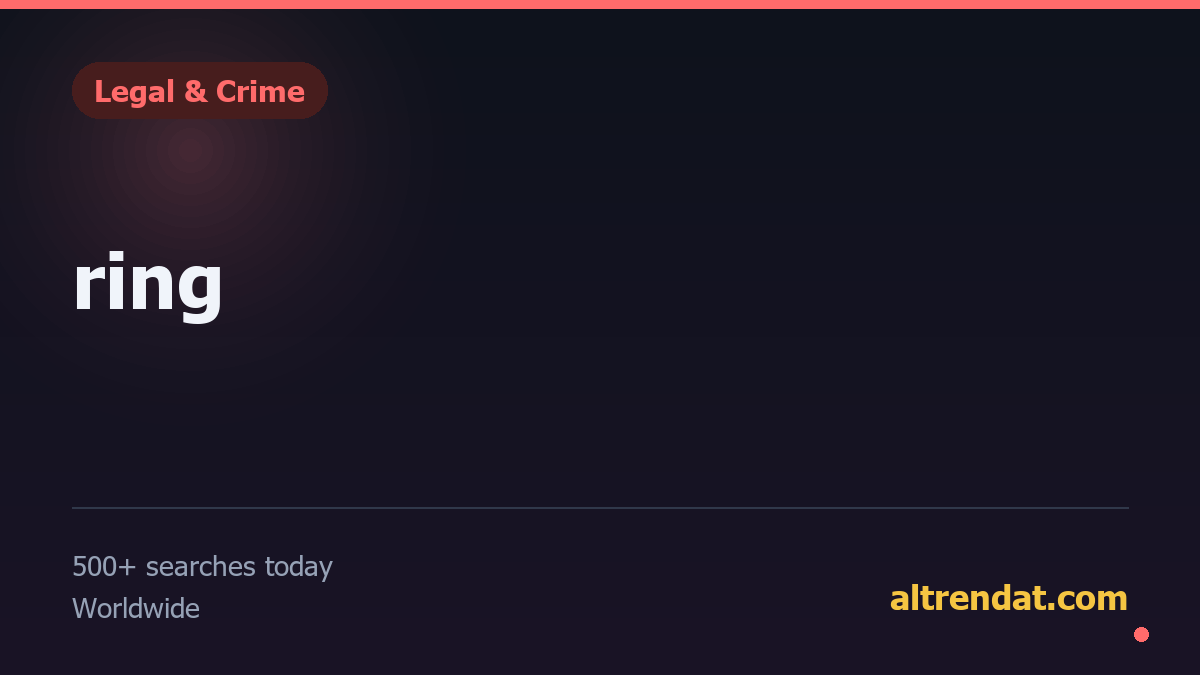 Legal & Crime
ring
500+ searches today
Worldwide
altrendat.com